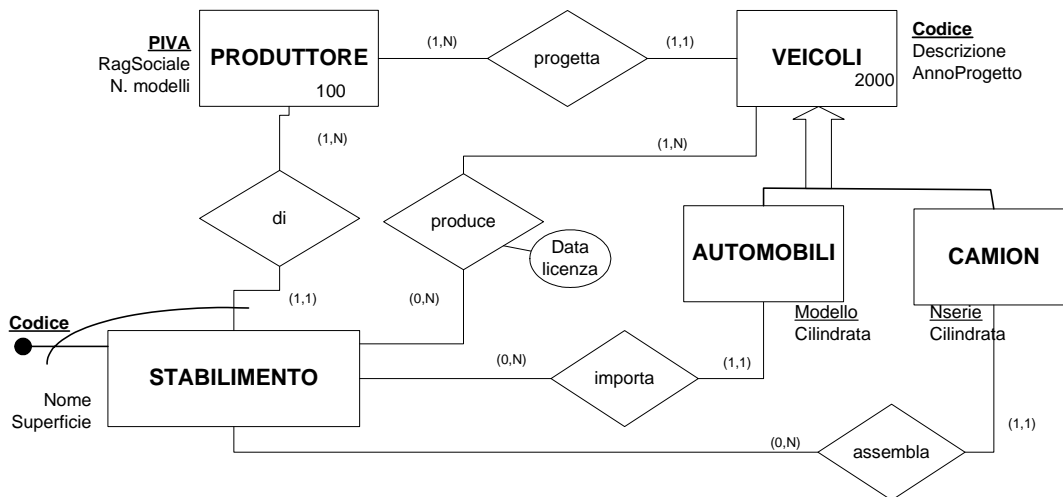 PIVA
RagSociale
N. modelli
PRODUTTORE
100
(1,N)
progetta
(1,1)
VEICOLI
2000
Codice
Descrizione
AnnoProgetto
(1,N)
(1,N)
di
produce
Data
licenza
AUTOMOBILI
CAMION
(1,1)
(0,N)
Modello
Cilindrata
Nserie
Cilindrata
Codice
STABILIMENTO
Nome
Superficie
(0,N)
importa
(1,1)
(0,N)
assembla
(1,1)